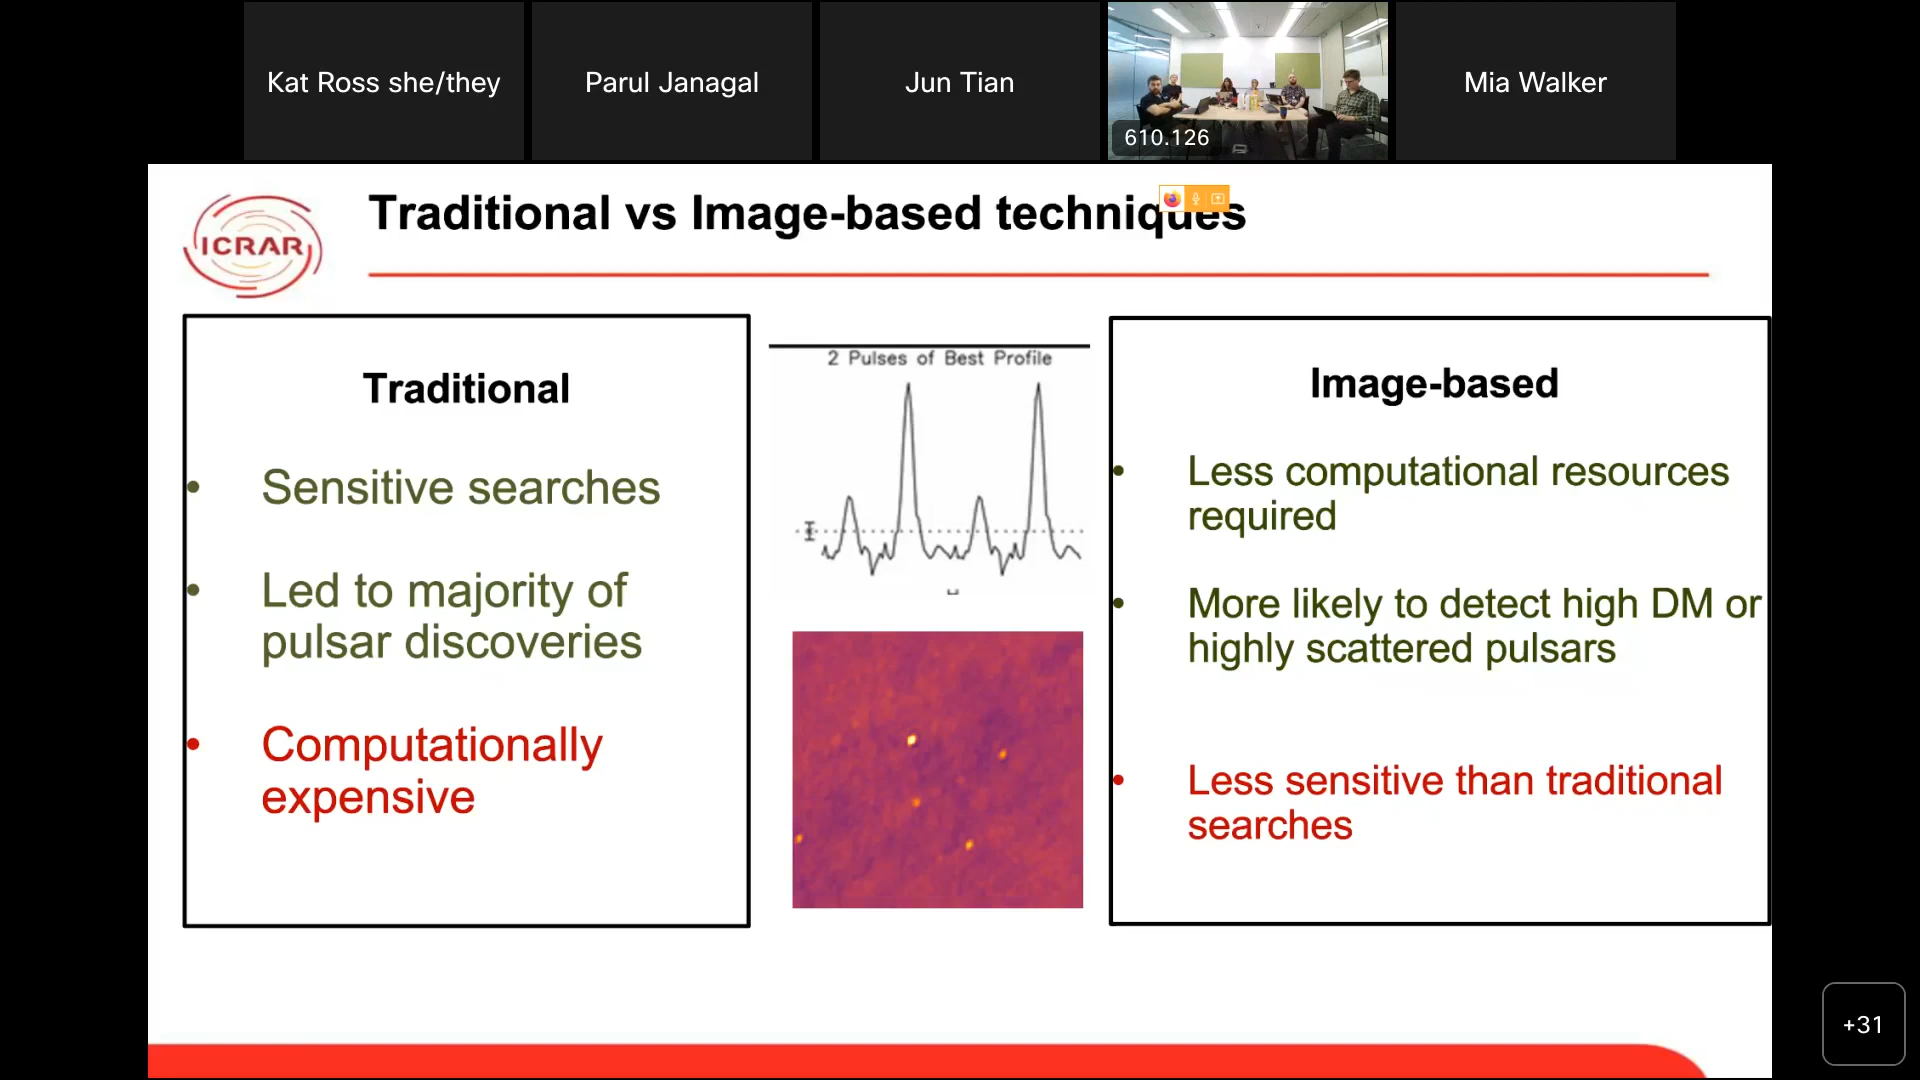 Kat Ross she/they
Parul Janagal
Jun Tian
610.126
Mia Walker
ICRAR
Traditional vs Image-based techniques
Traditional
• Sensitive searches
• Led to majority of
pulsar discoveries
• Computationally
expensive
2 Pulses of Best Profile
Image-based
• Less computational resources
required
• More likely to detect high DM or
highly scattered pulsars
• Less sensitive than traditional
searches
+31